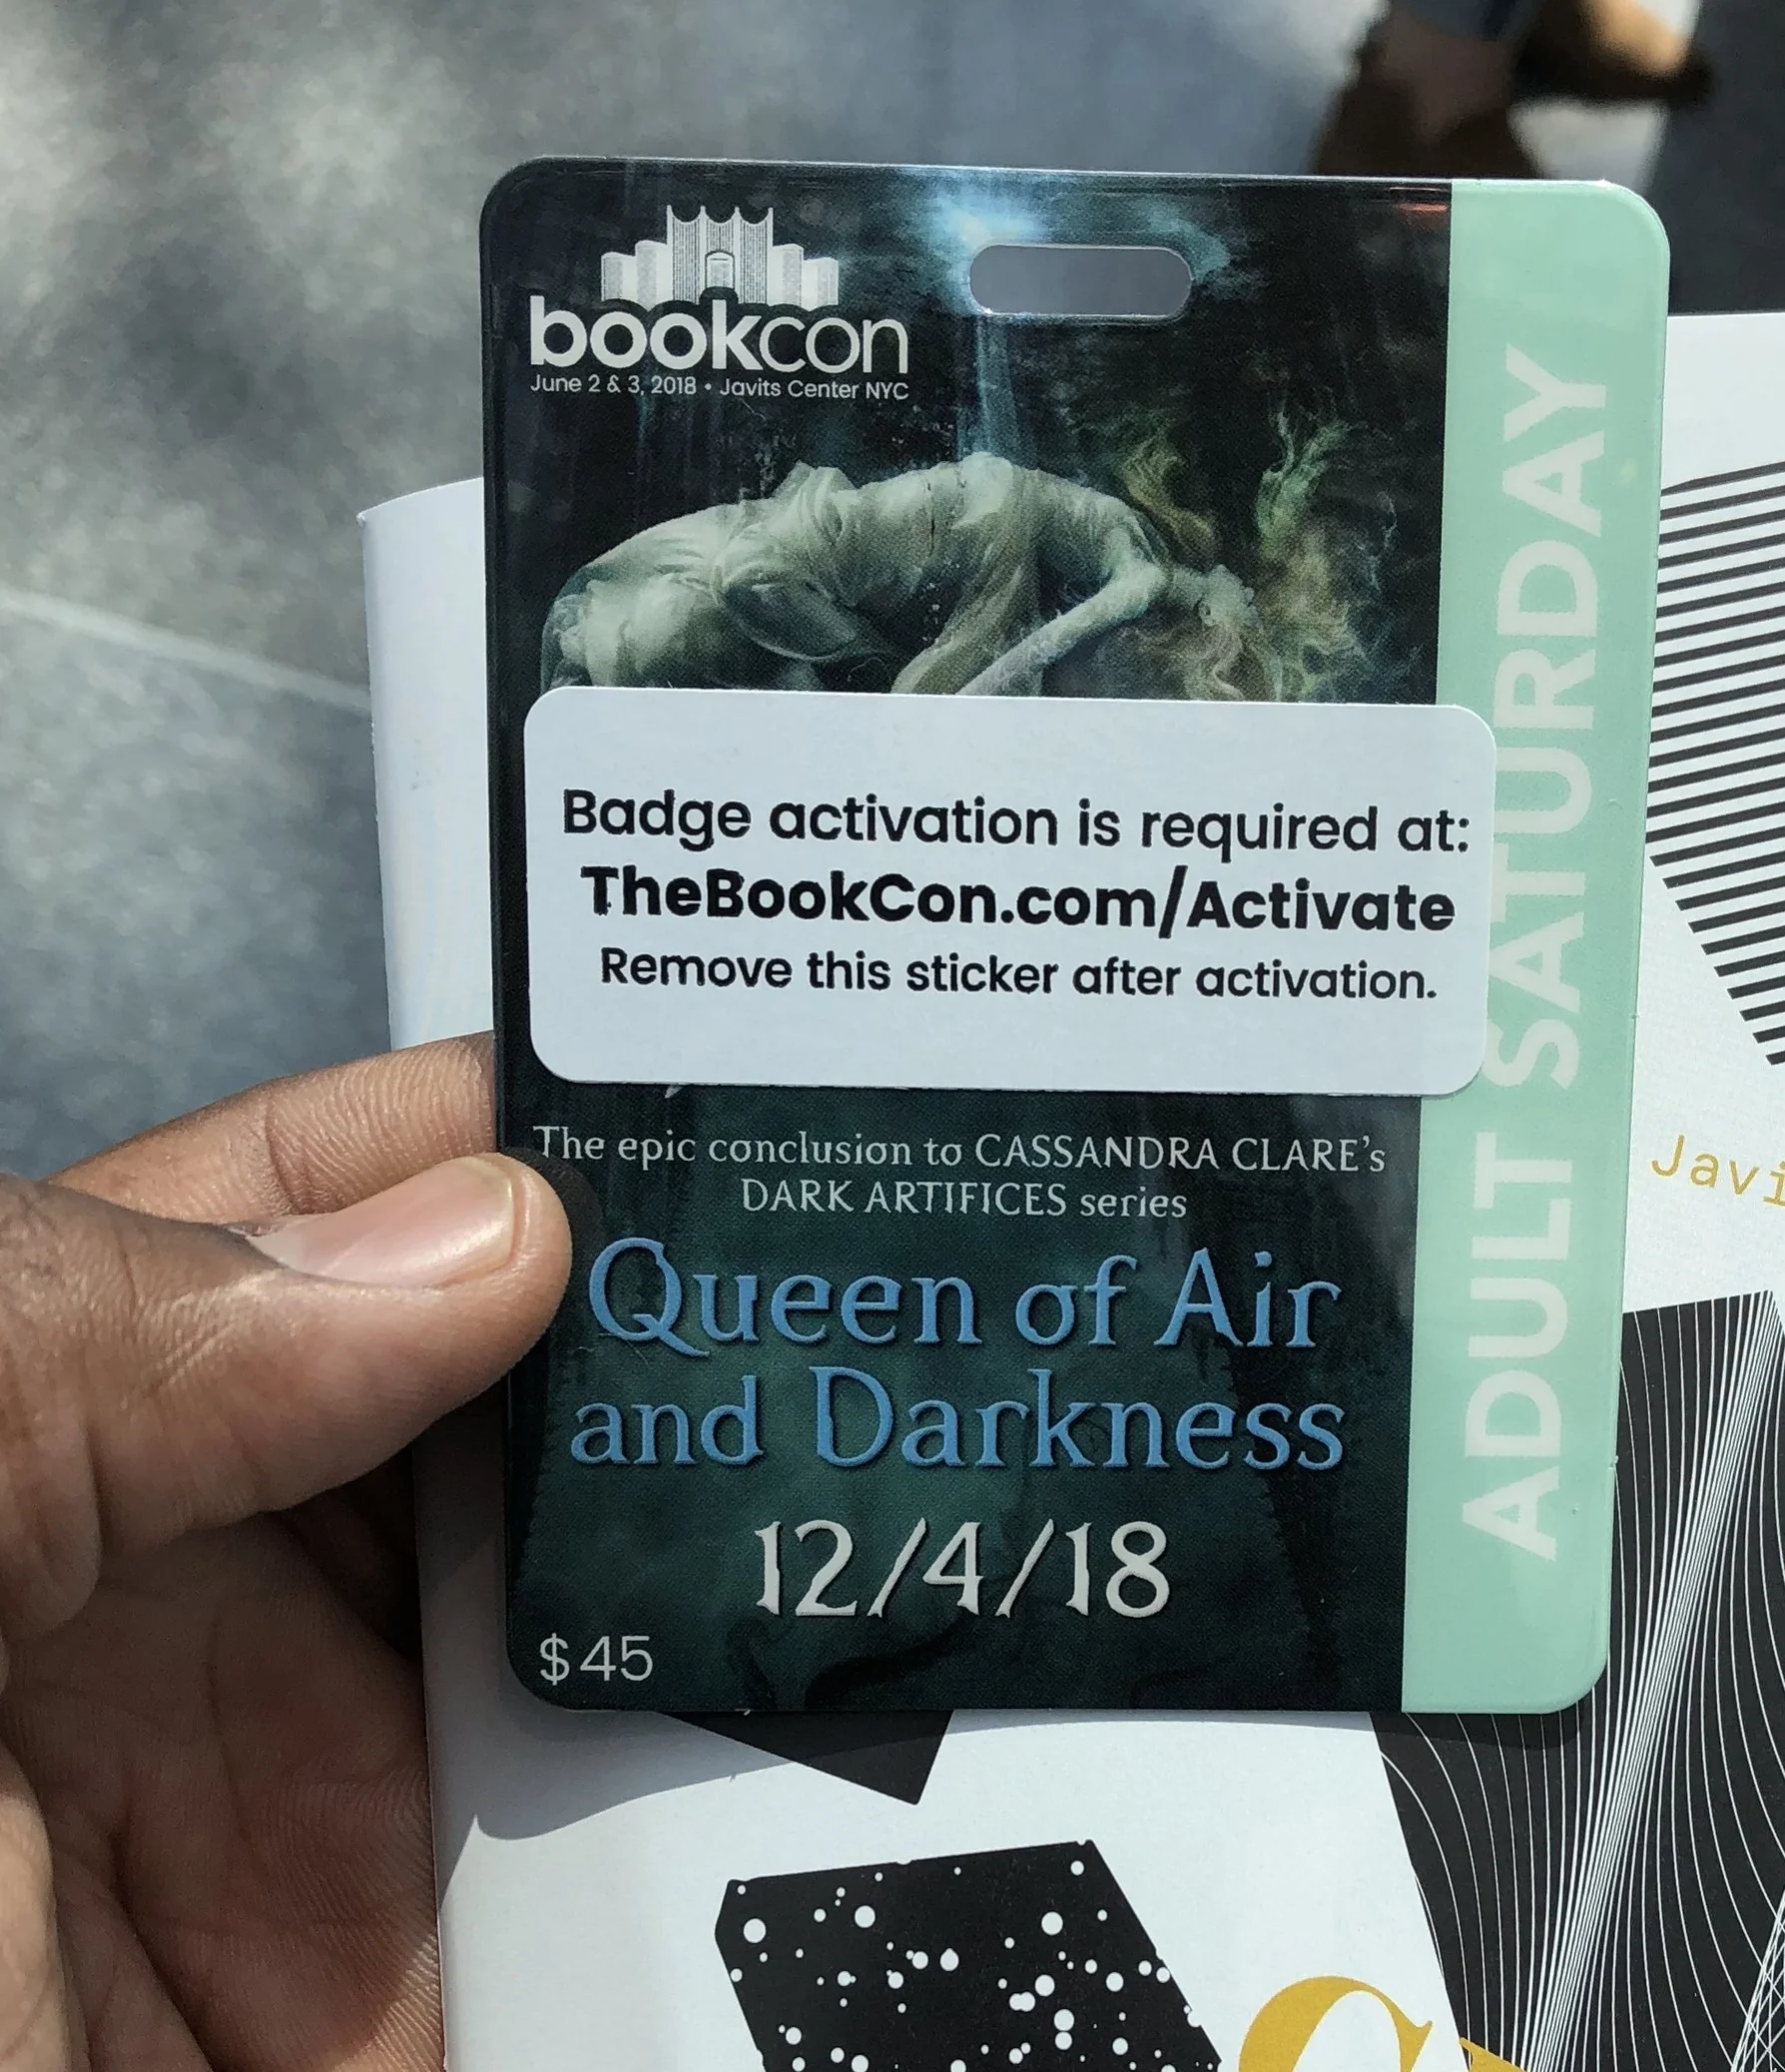 bookcon
June 2 & 3, 2018 • Javits Center NYC
Badge activation is required at:
TheBookCon.com/Activate
Remove this sticker after activation.
The epic conclusion to CASSANDRA CLARE's
DARK ARTIFICES series
Queen of Air
and Darkness
12/4/18
$45
ADULT SATURDAY
Javi